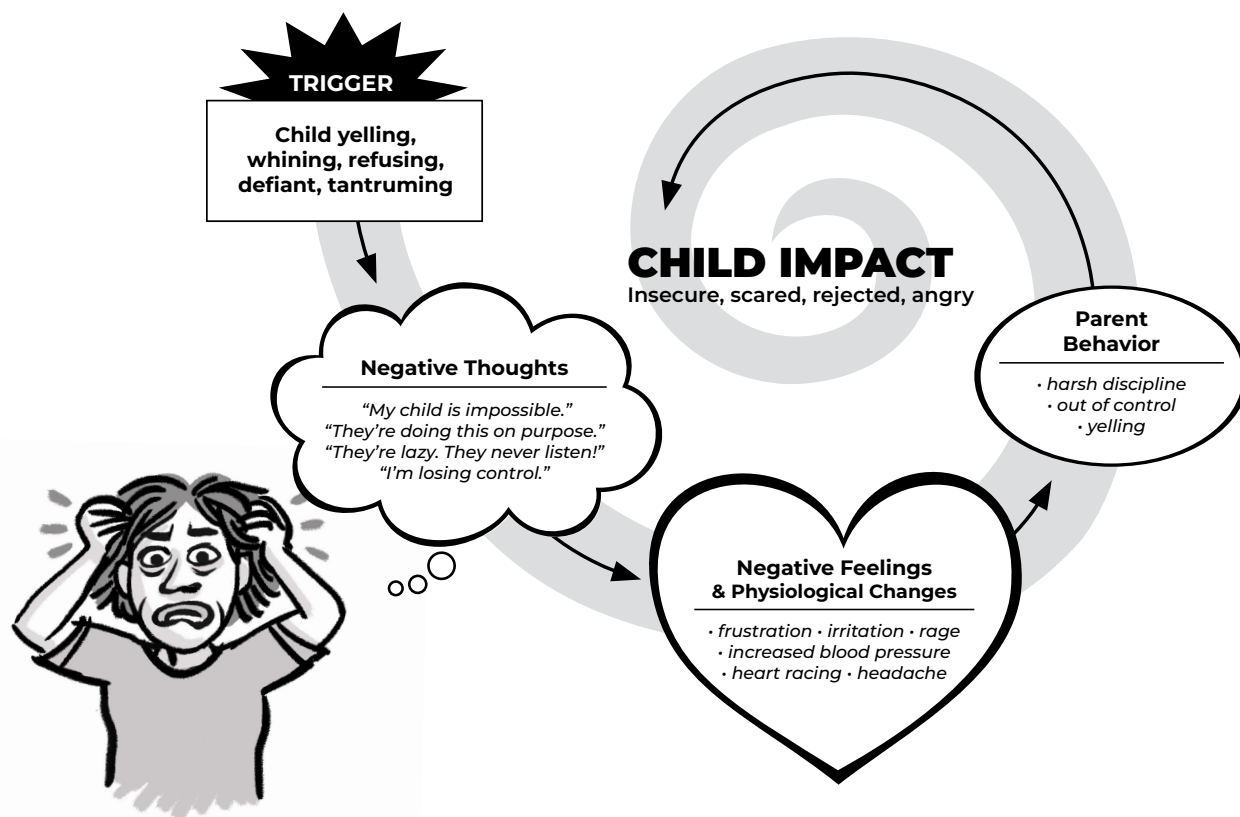 TRIGGER
Child yelling,
whining, refusing,
defiant, tantruming
Negative Thoughts
“My child is impossible.”
“They’re doing this on purpose.”
“They’re lazy. They never listen!”
“I’m losing control.”
Negative Feelings
& Physiological Changes
• frustration • irritation • rage
• increased blood pressure
• heart racing • headache
Parent
Behavior
• harsh discipline
• out of control
• yelling
CHILD IMPACT
Insecure, scared, rejected, angry